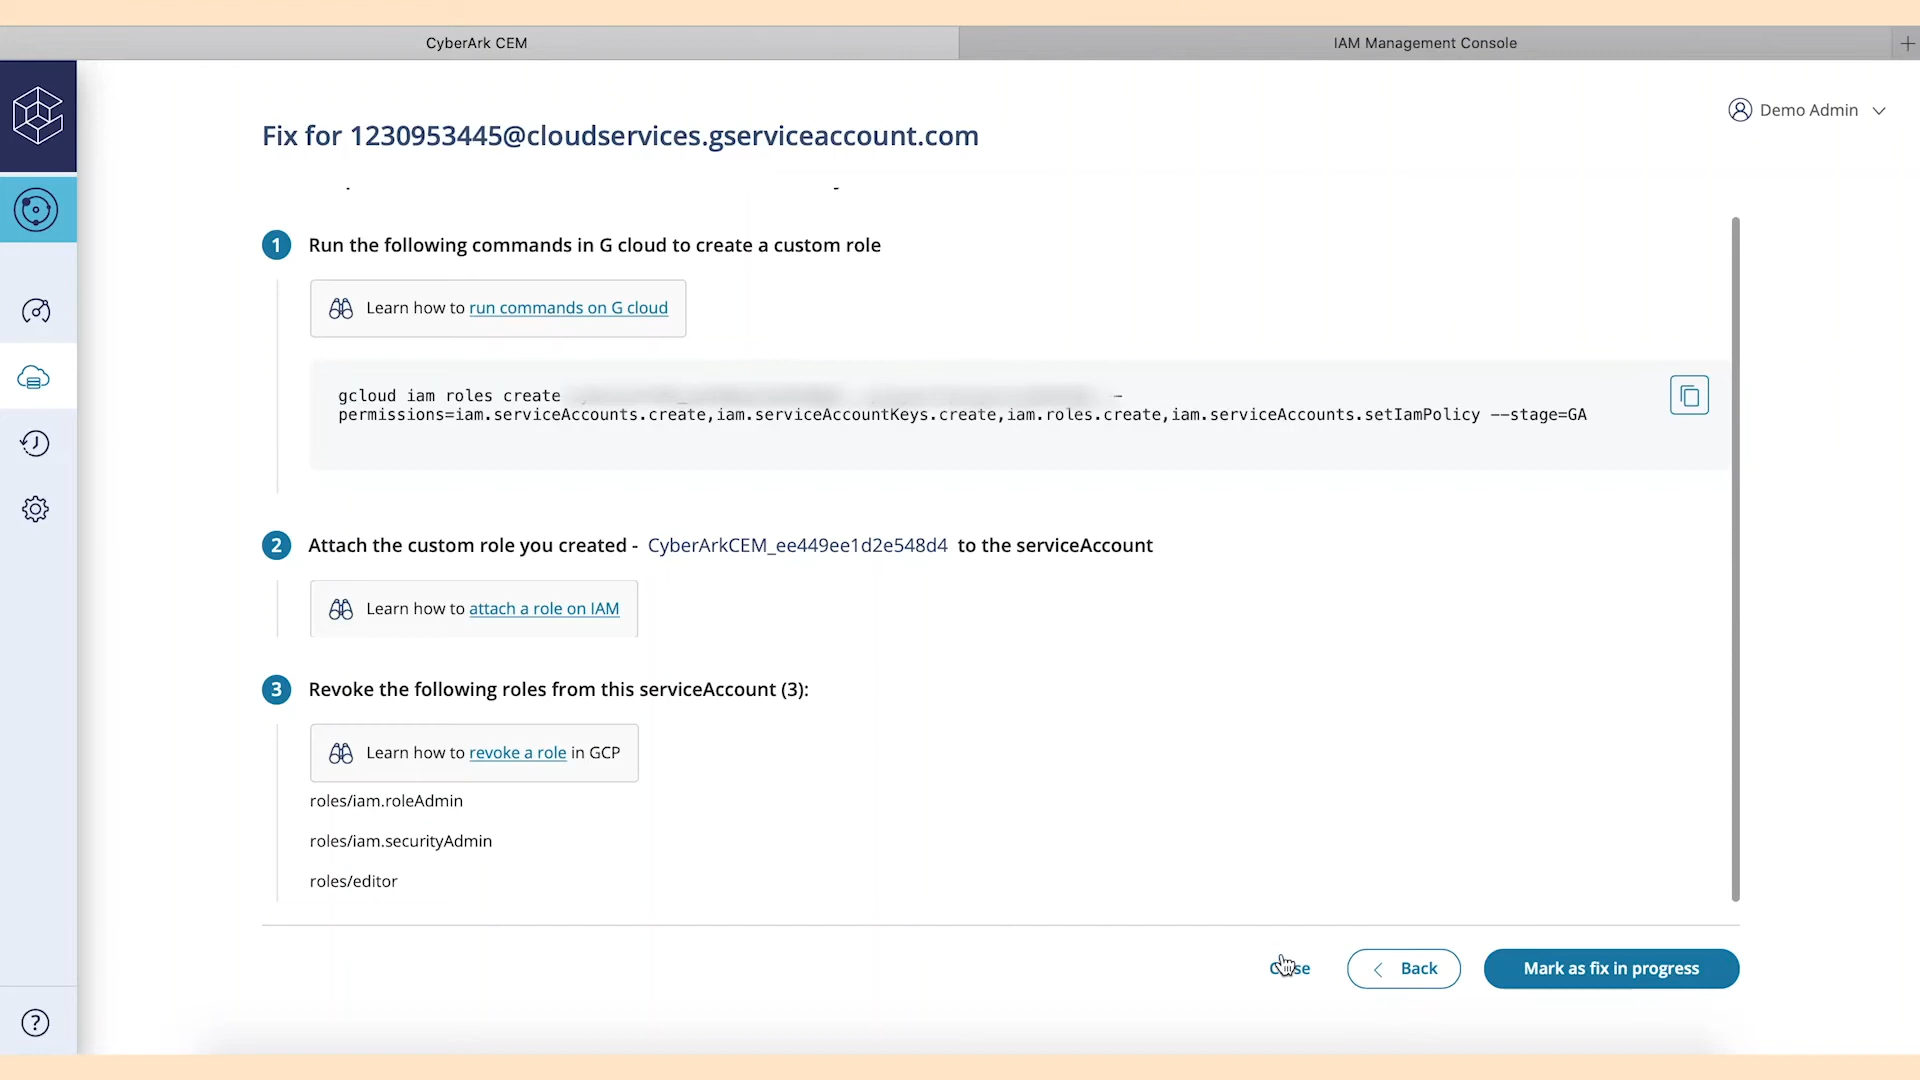 CyberArk CEM
IAM Management Console
Demo Admin
Fix for 1230953445@cloudservices.gserviceaccount.com
1 Run the following commands in G cloud to create a custom role
Learn how to run commands on G cloud
gcloud iam roles create –
permissions=iam.serviceAccounts.create,iam.serviceAccountKeys.create,iam.roles.create,iam.serviceAccounts.setIamPolicy --stage=GA
2 Attach the custom role you created - CyberArkCEM_ee449ee1d2e548d4 to the serviceAccount
Learn how to attach a role on IAM
3 Revoke the following roles from this serviceAccount (3):
Learn how to revoke a role in GCP
roles/iam.roleAdmin
roles/iam.securityAdmin
roles/editor
Close
Back
Mark as fix in progress
?